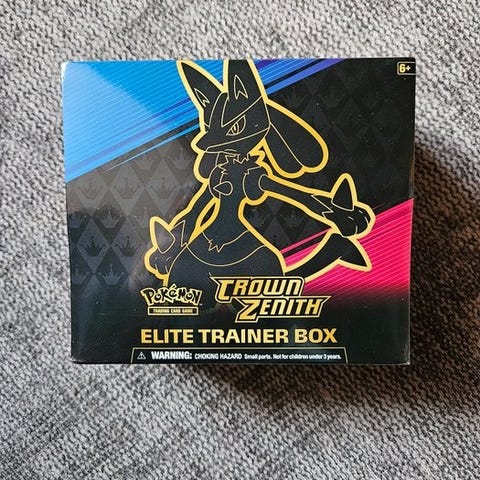 6+
POKéMON
TRADING CARD GAME
CROWN
ZENITH
ELITE TRAINER BOX
WARNING: CHOKING HAZARD Small parts. Not for children under 3 years.